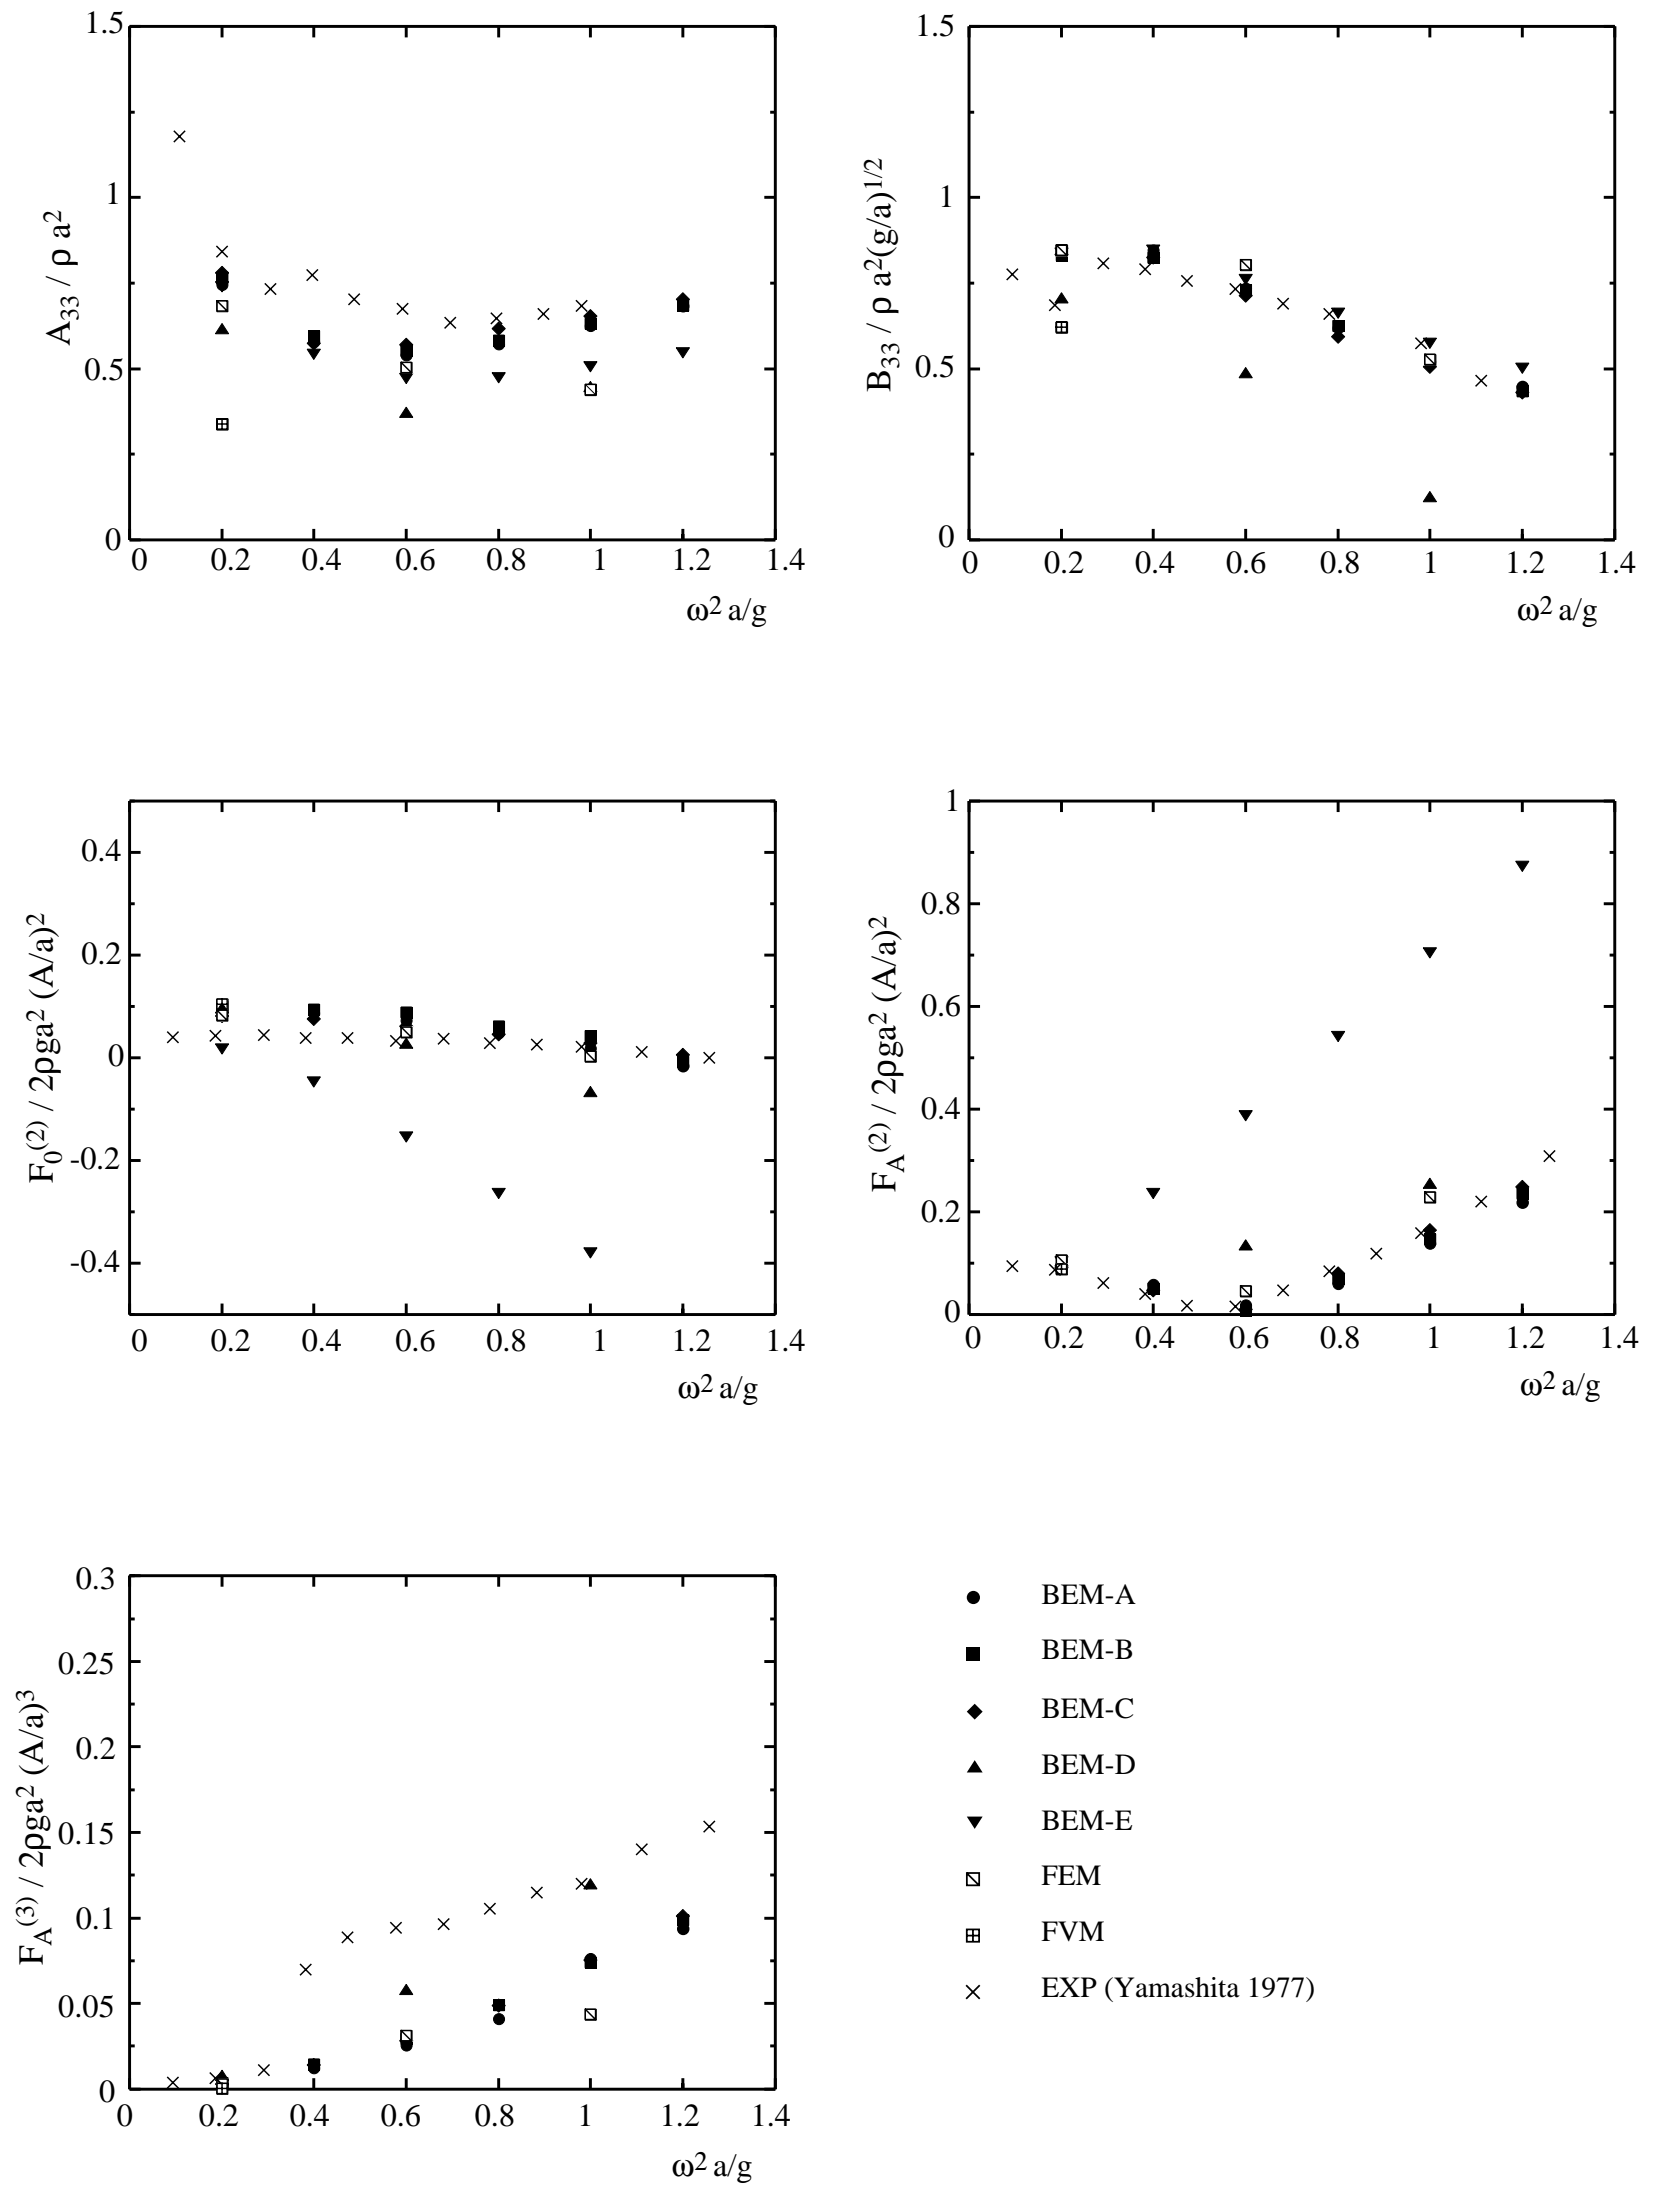 1.5
1
0.5
0
A33 / ρ a2
0 0.2 0.4 0.6 0.8 1 1.2 1.4
ω2 a/g
1.5
1
0.5
0
B33 / ρ a2(g/a)1/2
0 0.2 0.4 0.6 0.8 1 1.2 1.4
ω2 a/g
0.4
0.2
0
-0.2
-0.4
F0(2) / 2ρga2 (A/a)2
0 0.2 0.4 0.6 0.8 1 1.2 1.4
ω2 a/g
1
0.8
0.6
0.4
0.2
0
FA(2) / 2ρga2 (A/a)2
0 0.2 0.4 0.6 0.8 1 1.2 1.4
ω2 a/g
0.3
0.25
0.2
0.15
0.1
0.05
0
FA(3) / 2ρga2 (A/a)3
0 0.2 0.4 0.6 0.8 1 1.2 1.4
ω2 a/g
BEM-A
BEM-B
BEM-C
BEM-D
BEM-E
FEM
FVM
EXP (Yamashita 1977)